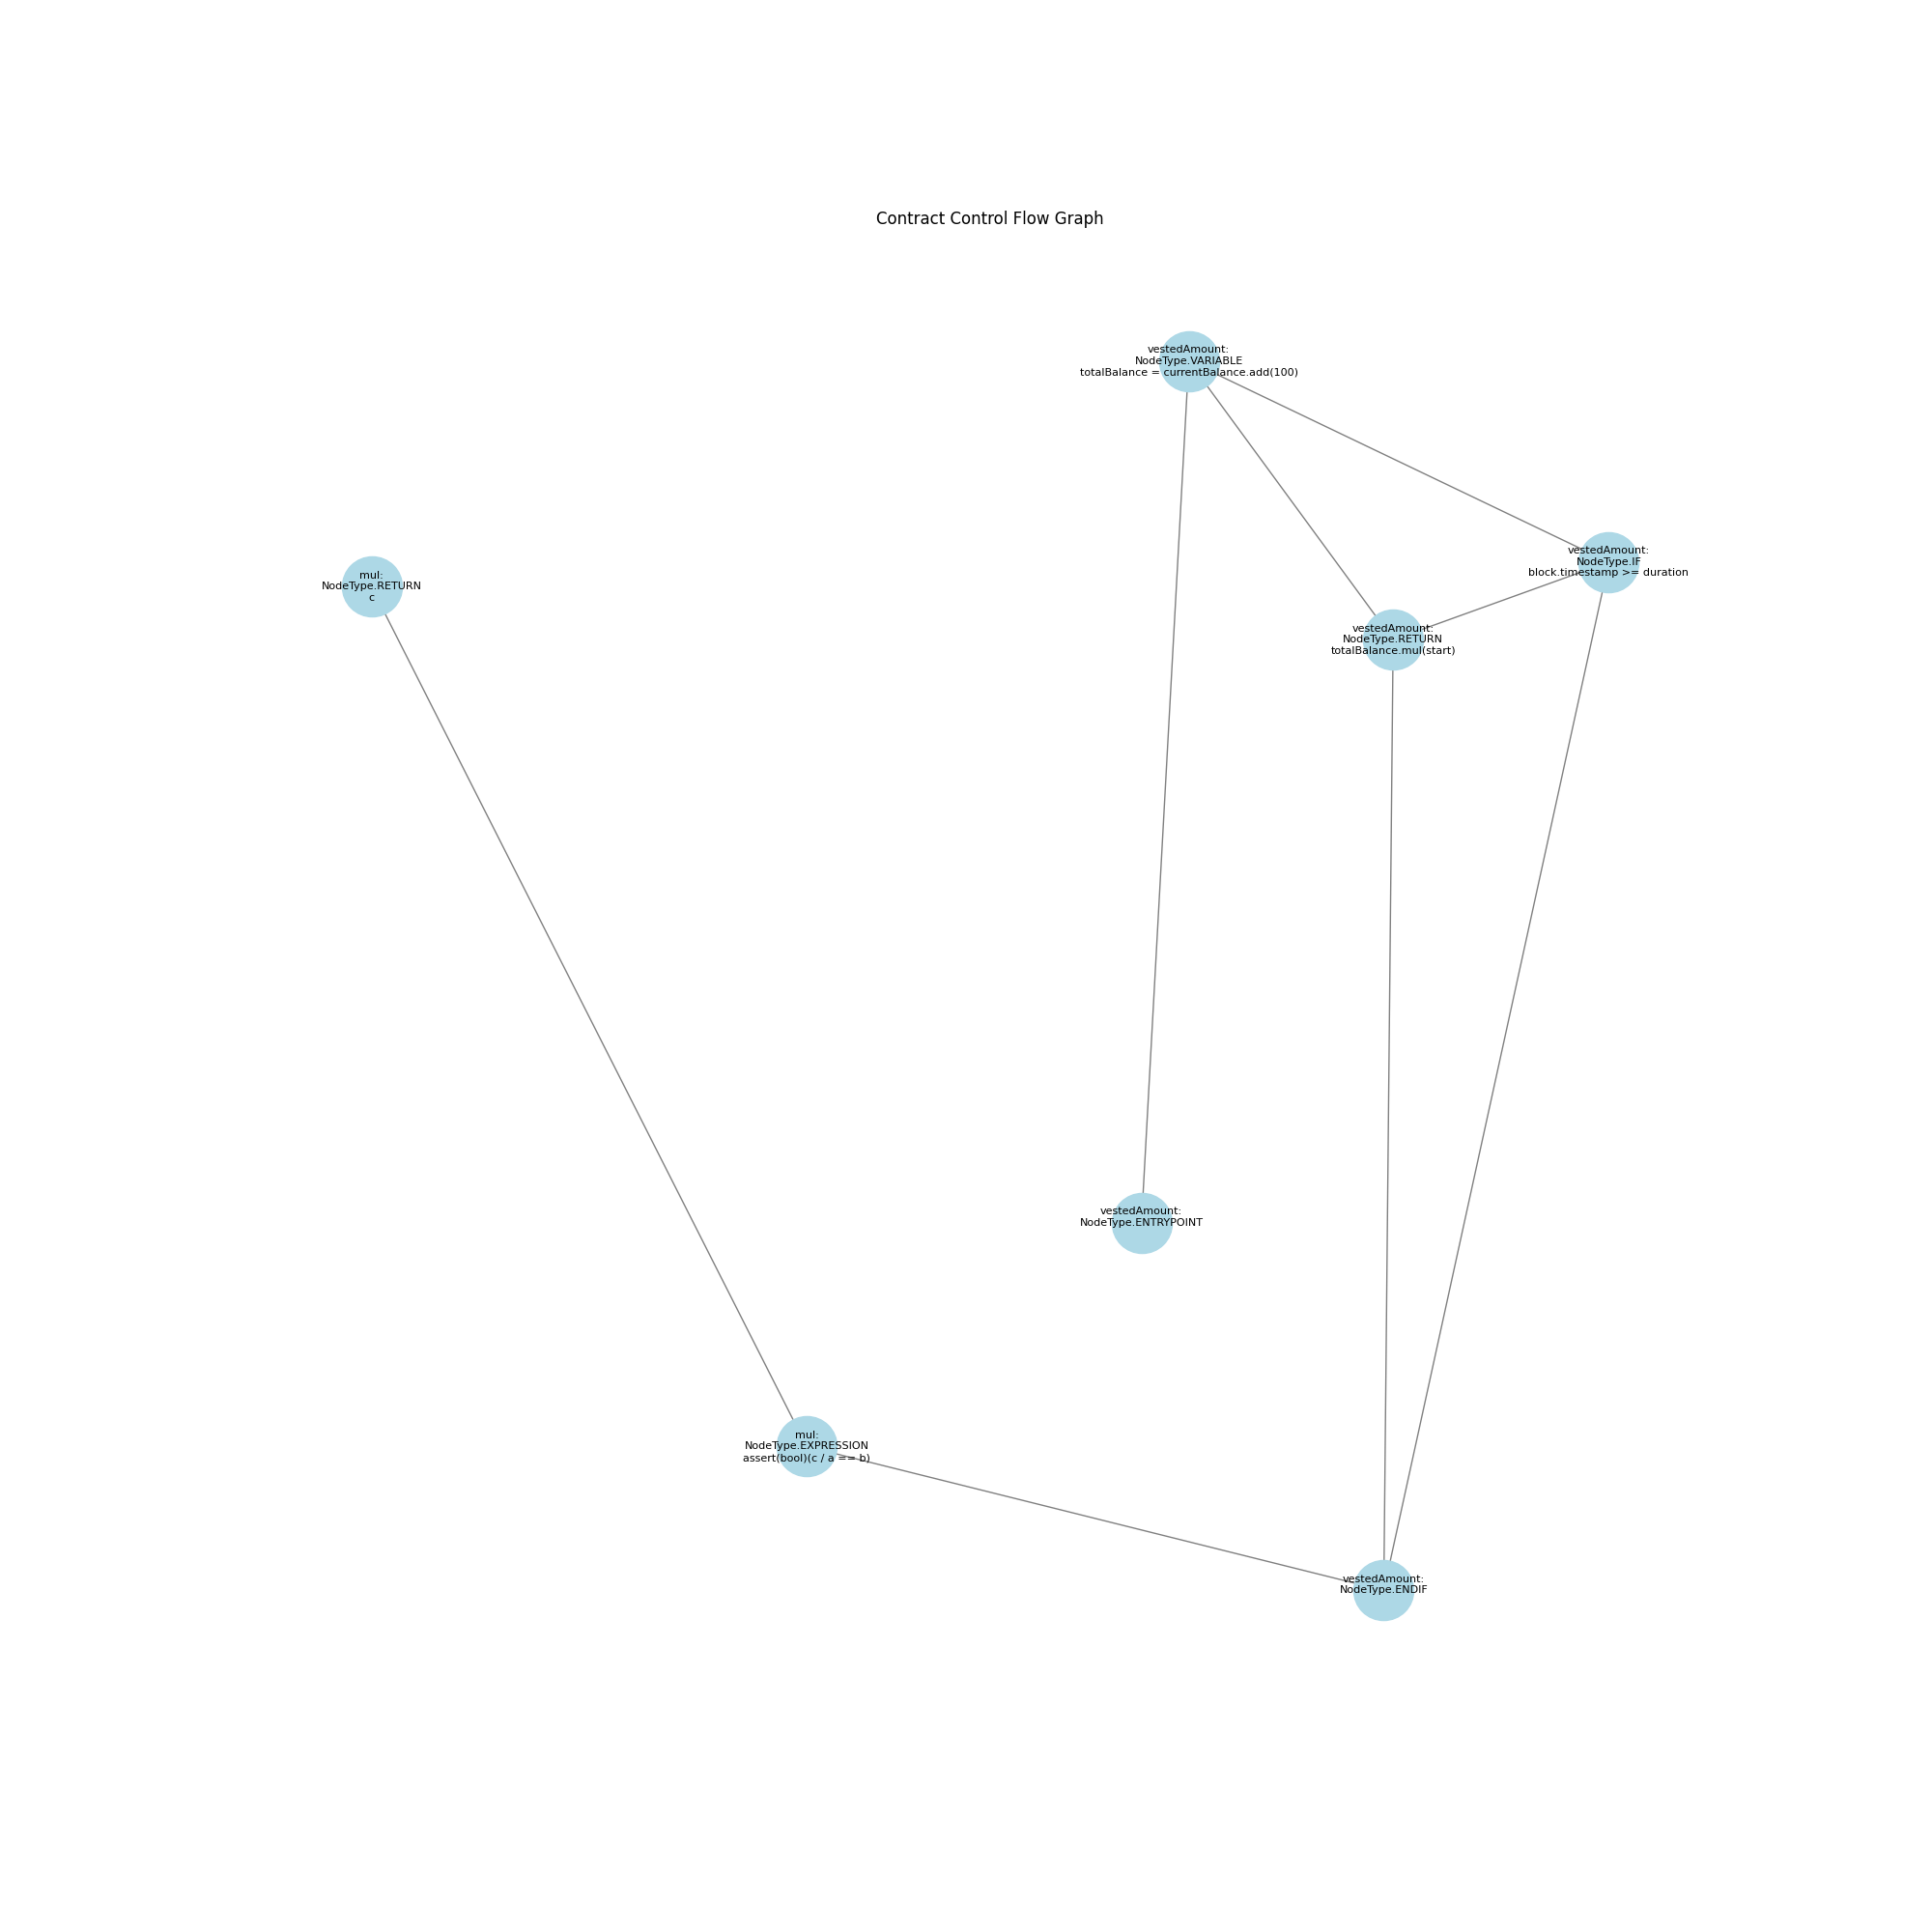 Contract Control Flow Graph
vestedAmount:
NodeType.VARIABLE
totalBalance = currentBalance.add(100)
vestedAmount:
NodeType.IF
block.timestamp >= duration
mul:
NodeType.RETURN
c
vestedAmount:
NodeType.RETURN
totalBalance.mul(start)
vestedAmount:
NodeType.ENTRYPOINT
mul:
NodeType.EXPRESSION
assert(bool)(c / a == b)
vestedAmount:
NodeType.ENDIF